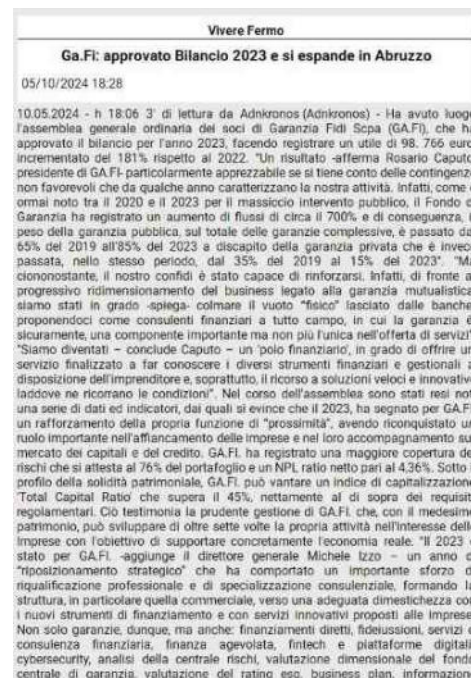 Vivere Fermo
Ga.Fi: approvato Bilancio 2023 e si espande in Abruzzo
05/10/2024 18:28
10.05.2024 - h 18:06 3' di lettura da Adnkronos (Adnkronos) - Ha avuto luogo
l'assemblea generale ordinaria dei soci di Garanzia Fidi Scpa (GA.FI), che h
approvato il bilancio per l'anno 2023, facendo registrare un utile di 98. 766 euro
incrementato del 181% rispetto al 2022. "Un risultato -afferma Rosario Caputo
presidente di GA.FI- particolarmente apprezzabile se si tiene conto delle contingenz
non favorevoli che da qualche anno caratterizzano la nostra attività. Infatti, come
ormai noto tra il 2020 e il 2023 per il massiccio intervento pubblico, il Fondo d
Garanzia ha registrato un aumento di flussi di circa il 700% e di conseguenza, i
peso della garanzia pubblica, sul totale delle garanzie complessive, è passato da
65% del 2019 all'85% del 2023 a discapito della garanzia privata che è invec
passata, nello stesso periodo, dal 35% del 2019 al 15% del 2023". "Ma
ciononostante, il nostro confidi è stato capace di rinforzarsi. Infatti, di fronte a
progressivo ridimensionamento del business legato alla garanzia mutualistica
siamo stati in grado -spiega- colmare il vuoto "fisico" lasciato dalle banche
proponendoci come consulenti finanziari a tutto campo, in cui la garanzia è
sicuramente, una componente importante ma non più l'unica nell'offerta di servizi"
"Siamo diventati – conclude Caputo – un 'polo finanziario', in grado di offrire un
servizio finalizzato a far conoscere i diversi strumenti finanziari e gestionali a
disposizione dell'imprenditore e, soprattutto, il ricorso a soluzioni veloci e innovativ
laddove ne ricorrano le condizioni". Nel corso dell'assemblea sono stati resi not
una serie di dati ed indicatori, dai quali si evince che il 2023, ha segnato per GA.F
un rafforzamento della propria funzione di "prossimità", avendo riconquistato un
ruolo importante nell'affiancamento delle imprese e nel loro accompagnamento su
mercato dei capitali e del credito. GA.FI. ha registrato una maggiore copertura de
rischi che si attesta al 76% del portafoglio e un NPL ratio netto pari al 4,36%. Sotto i
profilo della solidità patrimoniale, GA.FI. può vantare un indice di capitalizzazione
'Total Capital Ratio' che supera il 45%, nettamente al di sopra dei requisit
regolamentari. Ciò testimonia la prudente gestione di GA.FI. che, con il medesimo
patrimonio, può sviluppare di oltre sette volte la propria attività nell'interesse delle
imprese con l'obiettivo di supportare concretamente l'economia reale. "Il 2023 è
stato per GA.FI. -aggiunge il direttore generale Michele Izzo – un anno d
"riposizionamento strategico" che ha comportato un importante sforzo d
riqualificazione professionale e di specializzazione consulenziale, formando la
struttura, in particolare quella commerciale, verso una adeguata dimestichezza con
i nuovi strumenti di finanziamento e con servizi innovativi proposti alle Imprese
Non solo garanzie, dunque, ma anche: finanziamenti diretti, fideiussioni, servizi e
consulenza finanziaria, finanza agevolata, fintech e piattaforme digitali
cybersecurity, analisi della centrale rischi, valutazione dimensionale del fondo
centrale di garanzia, valutazione del rating esg, business plan, informazioni